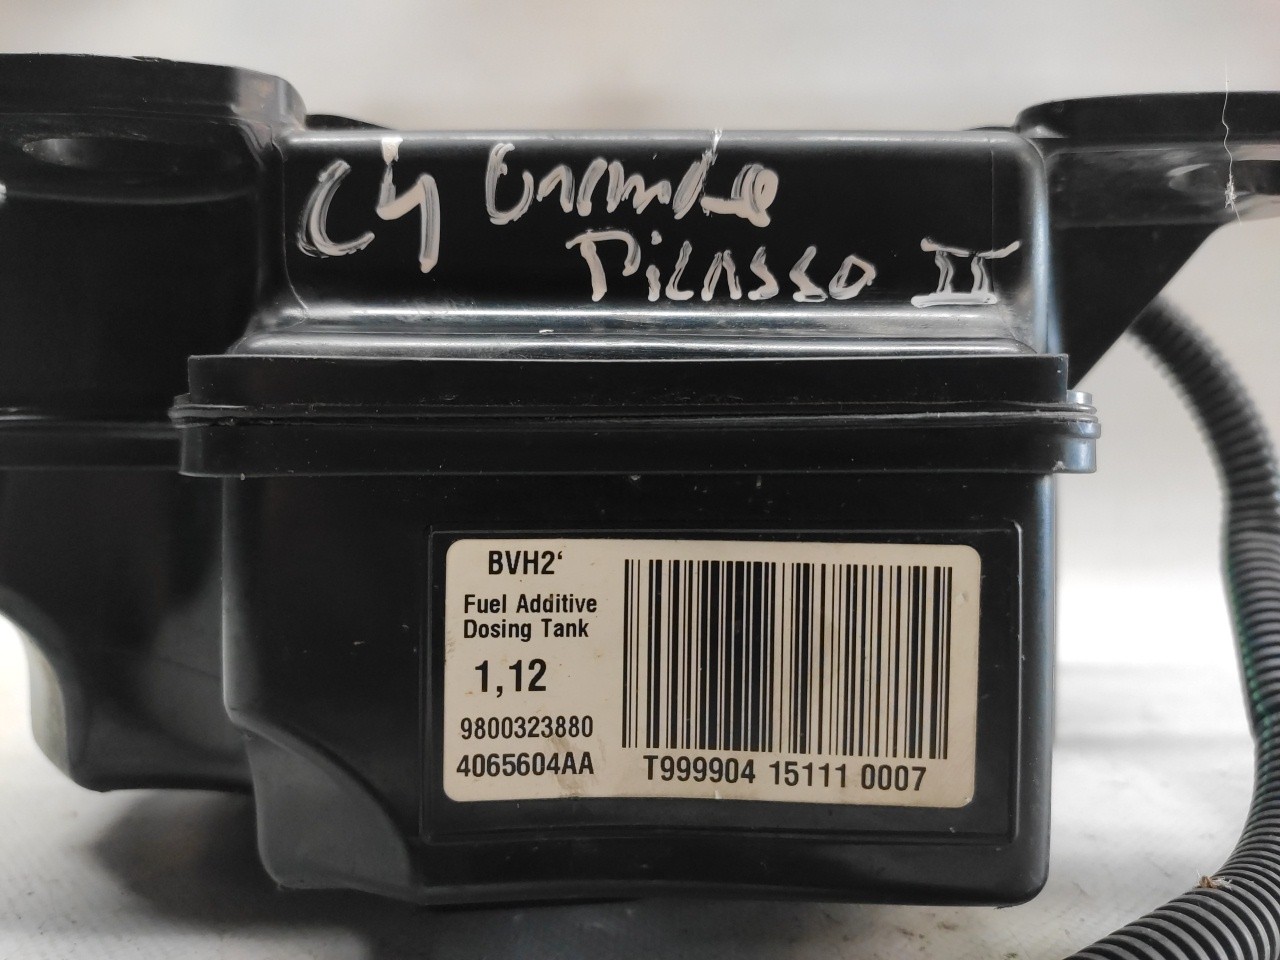 C4 Grande
Picasso II
BVH2‘
Fuel Additive
Dosing Tank
1,12
9800323880
4065604AA
T999904 15111 0007